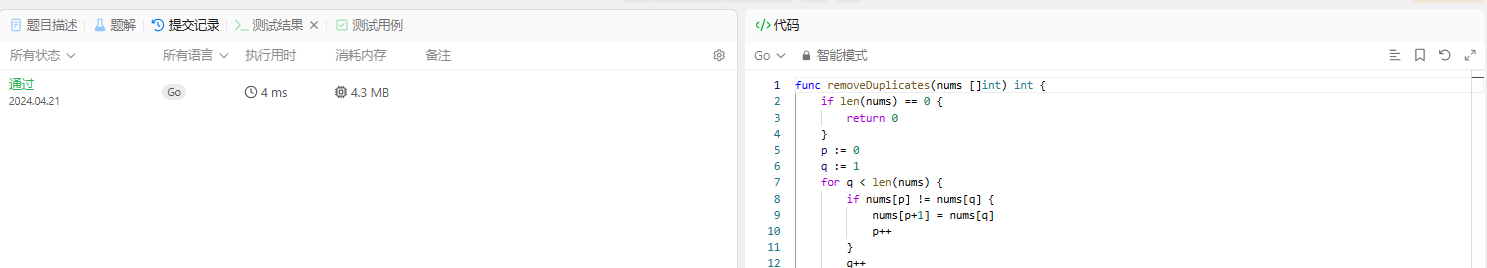 题目描述 题解 提交记录 测试结果 测试用例
所有状态 所有语言 执行用时 消耗内存 备注
通过
2024.04.21
Go 4 ms 4.3 MB
代码
Go 智能模式
1 func removeDuplicates(nums []int) int {
2 if len(nums) == 0 {
3 return 0
4 }
5 p := 0
6 q := 1
7 for q < len(nums) {
8 if nums[p] != nums[q] {
9 nums[p+1] = nums[q]
10 p++
11 }
12 q++